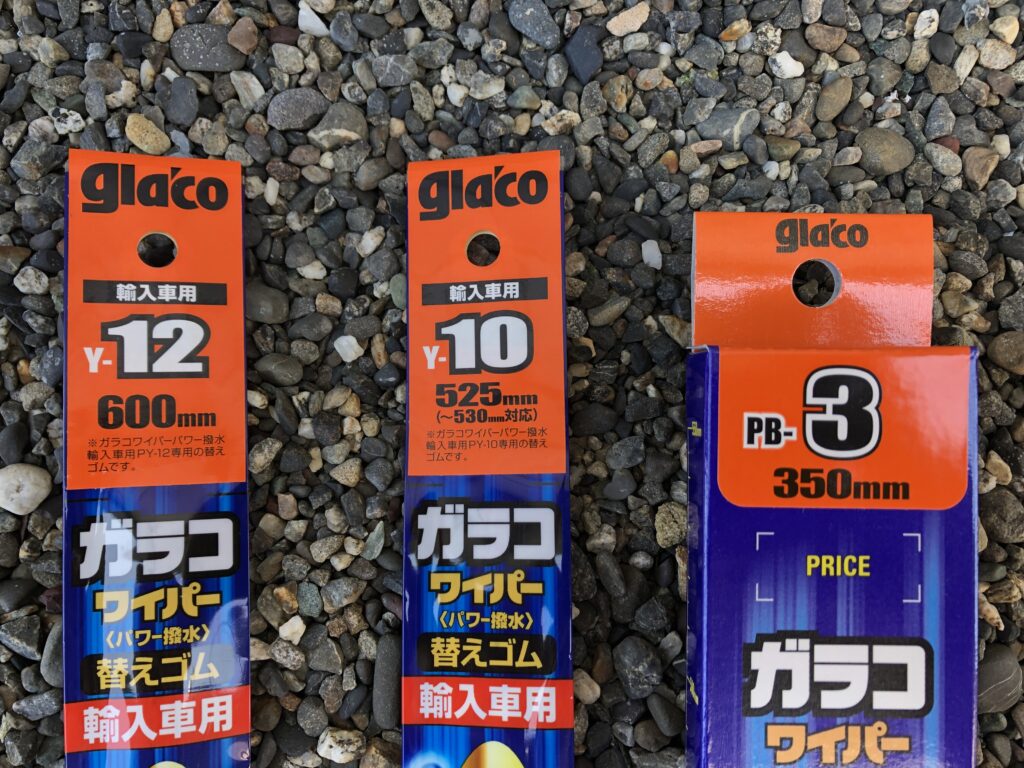 gla'co
輸入車用
Y-12
600mm
※ガラコワイパーパワー撥水
輸入車用PY-12専用の替え
ゴムです。
ガラコ
ワイパー
〈パワー撥水〉
替えゴム
輸入車用
gla'co
輸入車用
Y-10
525mm
(〜530mm対応)
※ガラコワイパーパワー撥水
輸入車用PY-10専用の替え
ゴムです。
ガラコ
ワイパー
〈パワー撥水〉
替えゴム
輸入車用
gla'co
PB-3
350mm
PRICE
ガラコ
ワイパー